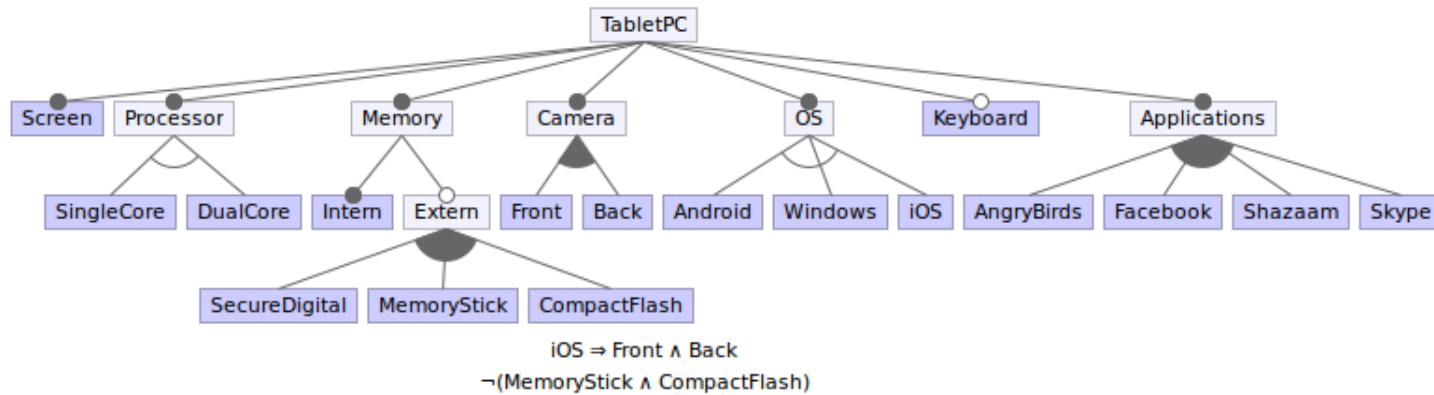 TabletPC
Screen Processor Memory Camera OS Keyboard Applications
SingleCore DualCore Intern Extern Front Back Android Windows iOS AngryBirds Facebook Shazaam Skype
SecureDigital MemoryStick CompactFlash
iOS ⇒ Front ∧ Back
¬(MemoryStick ∧ CompactFlash)